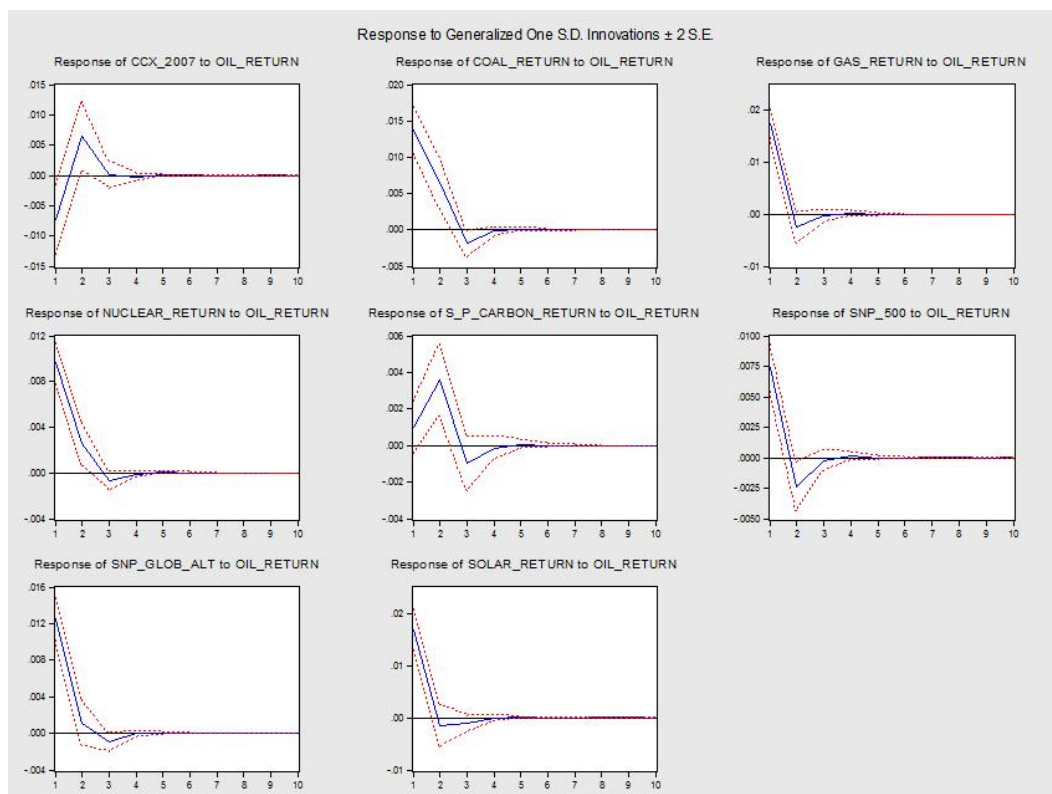 Response to Generalized One S.D. Innovations ± 2 S.E.
Response of CCX_2007 to OIL_RETURN
.015
.010
.005
.000
-.005
-.010
-.015
1 2 3 4 5 6 7 8 9 10
Response of COAL_RETURN to OIL_RETURN
.020
.015
.010
.005
.000
-.005
1 2 3 4 5 6 7 8 9 10
Response of GAS_RETURN to OIL_RETURN
.02
.01
.00
-.01
1 2 3 4 5 6 7 8 9 10
Response of NUCLEAR_RETURN to OIL_RETURN
.012
.008
.004
.000
-.004
1 2 3 4 5 6 7 8 9 10
Response of S_P_CARBON_RETURN to OIL_RETURN
.006
.004
.002
.000
-.002
-.004
1 2 3 4 5 6 7 8 9 10
Response of SNP_500 to OIL_RETURN
.0100
.0075
.0050
.0025
.0000
-.0025
-.0050
1 2 3 4 5 6 7 8 9 10
Response of SNP_GLOB_ALT to OIL_RETURN
.016
.012
.008
.004
.000
-.004
1 2 3 4 5 6 7 8 9 10
Response of SOLAR_RETURN to OIL_RETURN
.02
.01
.00
-.01
1 2 3 4 5 6 7 8 9 10